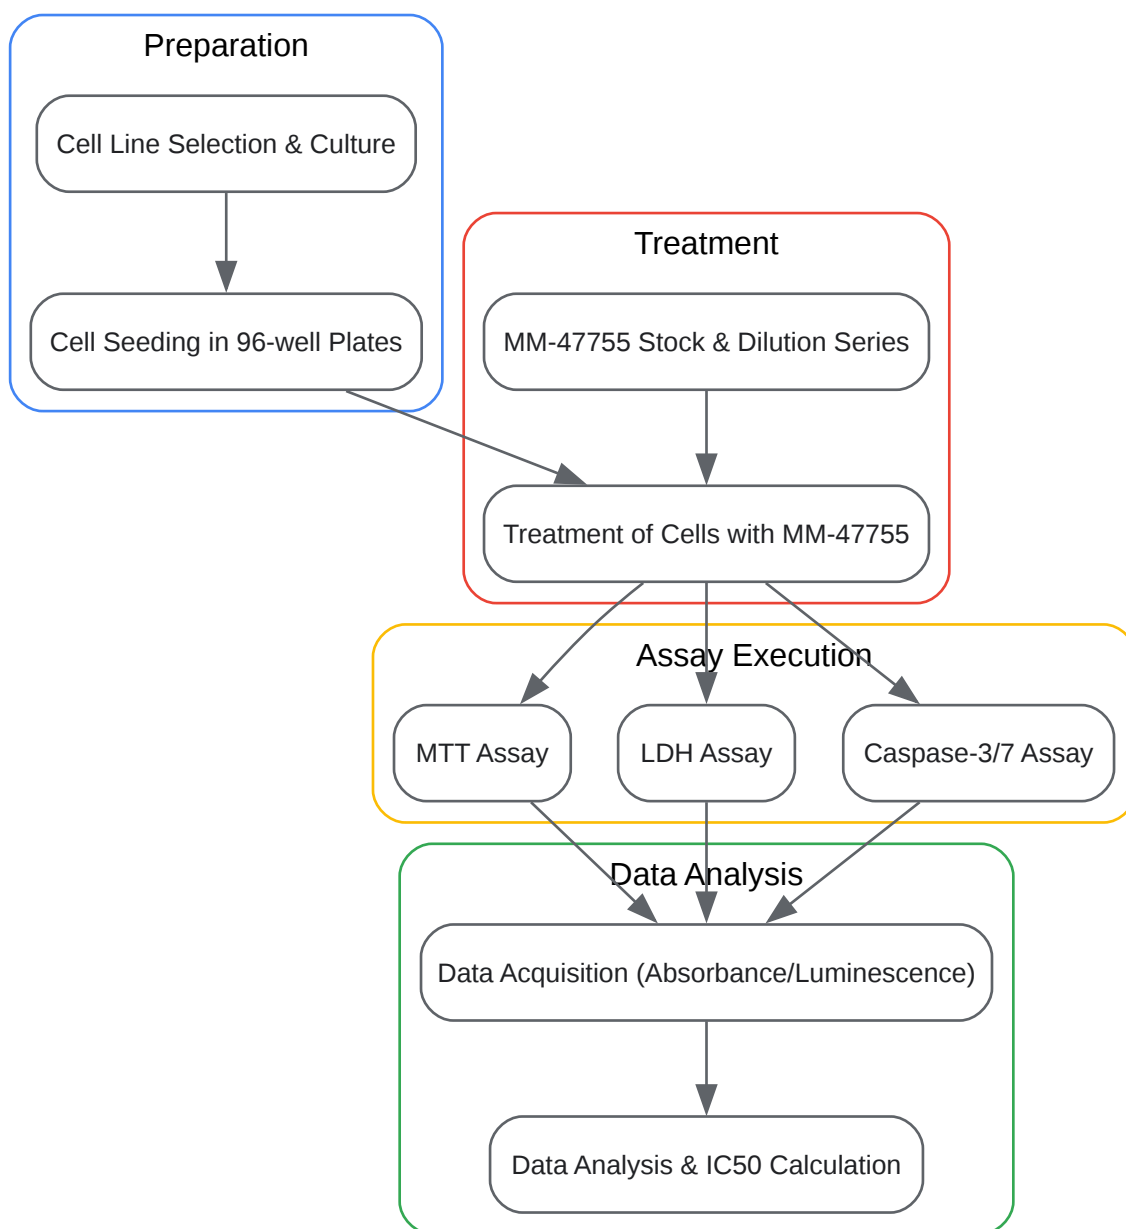 Preparation
Cell Line Selection & Culture
Cell Seeding in 96-well Plates
Treatment
MM-47755 Stock & Dilution Series
Treatment of Cells with MM-47755
Assay Execution
MTT Assay
LDH Assay
Caspase-3/7 Assay
Data Analysis
Data Acquisition (Absorbance/Luminescence)
Data Analysis & IC50 Calculation